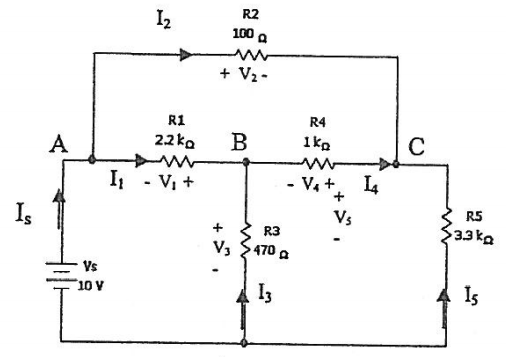 I2
R2
100 Ω
+ V2 -
A
R1
2.2 kΩ
B
R4
1 kΩ
C
I1
- V1 +
- V4 +
I4
Is
+
V3
-
R3
470 Ω
+
V5
-
R5
3.3 kΩ
Vs
10 V
I3
I5